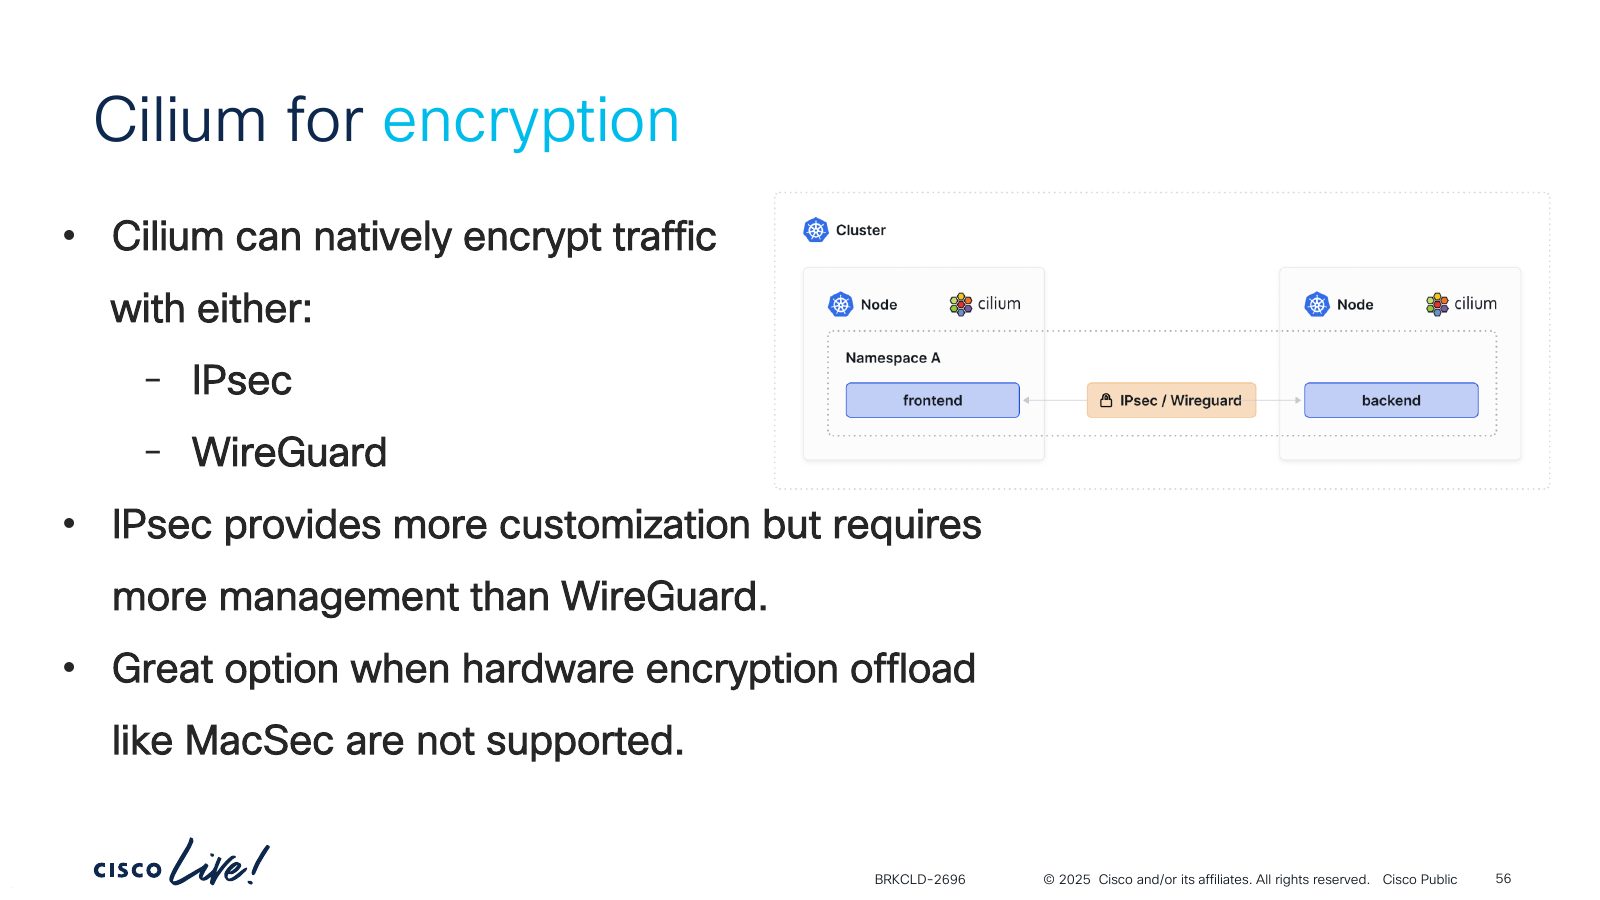 Cilium for encryption
• Cilium can natively encrypt traffic
with either:
- IPsec
- WireGuard
• IPsec provides more customization but requires
more management than WireGuard.
• Great option when hardware encryption offload
like MacSec are not supported.
Cluster
Node
cilium
Node
cilium
Namespace A
frontend
IPsec / Wireguard
backend
CISCO Live!
BRKCLD-2696
© 2025 Cisco and/or its affiliates. All rights reserved. Cisco Public
56